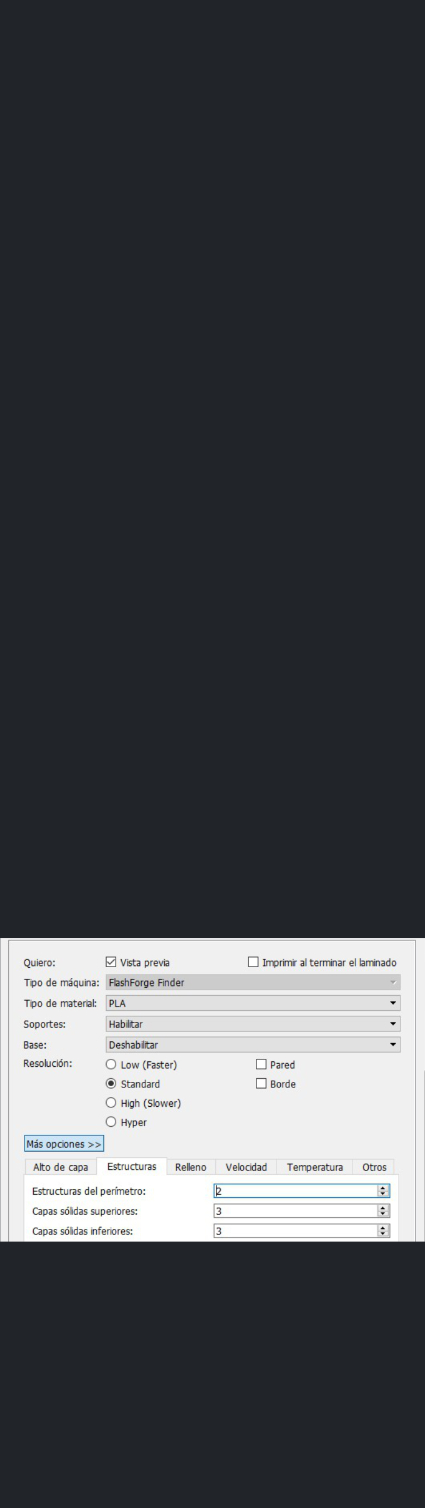 Quiero: Vista previa Imprimir al terminar el laminado
Tipo de máquina: FlashForge Finder
Tipo de material: PLA
Soportes: Habilitar
Base: Deshabilitar
Resolución: Low (Faster) Pared
Standard Borde
High (Slower)
Hyper
Más opciones >>
Alto de capa Estructuras Relleno Velocidad Temperatura Otros
Estructuras del perímetro: 2
Capas sólidas superiores: 3
Capas sólidas inferiores: 3